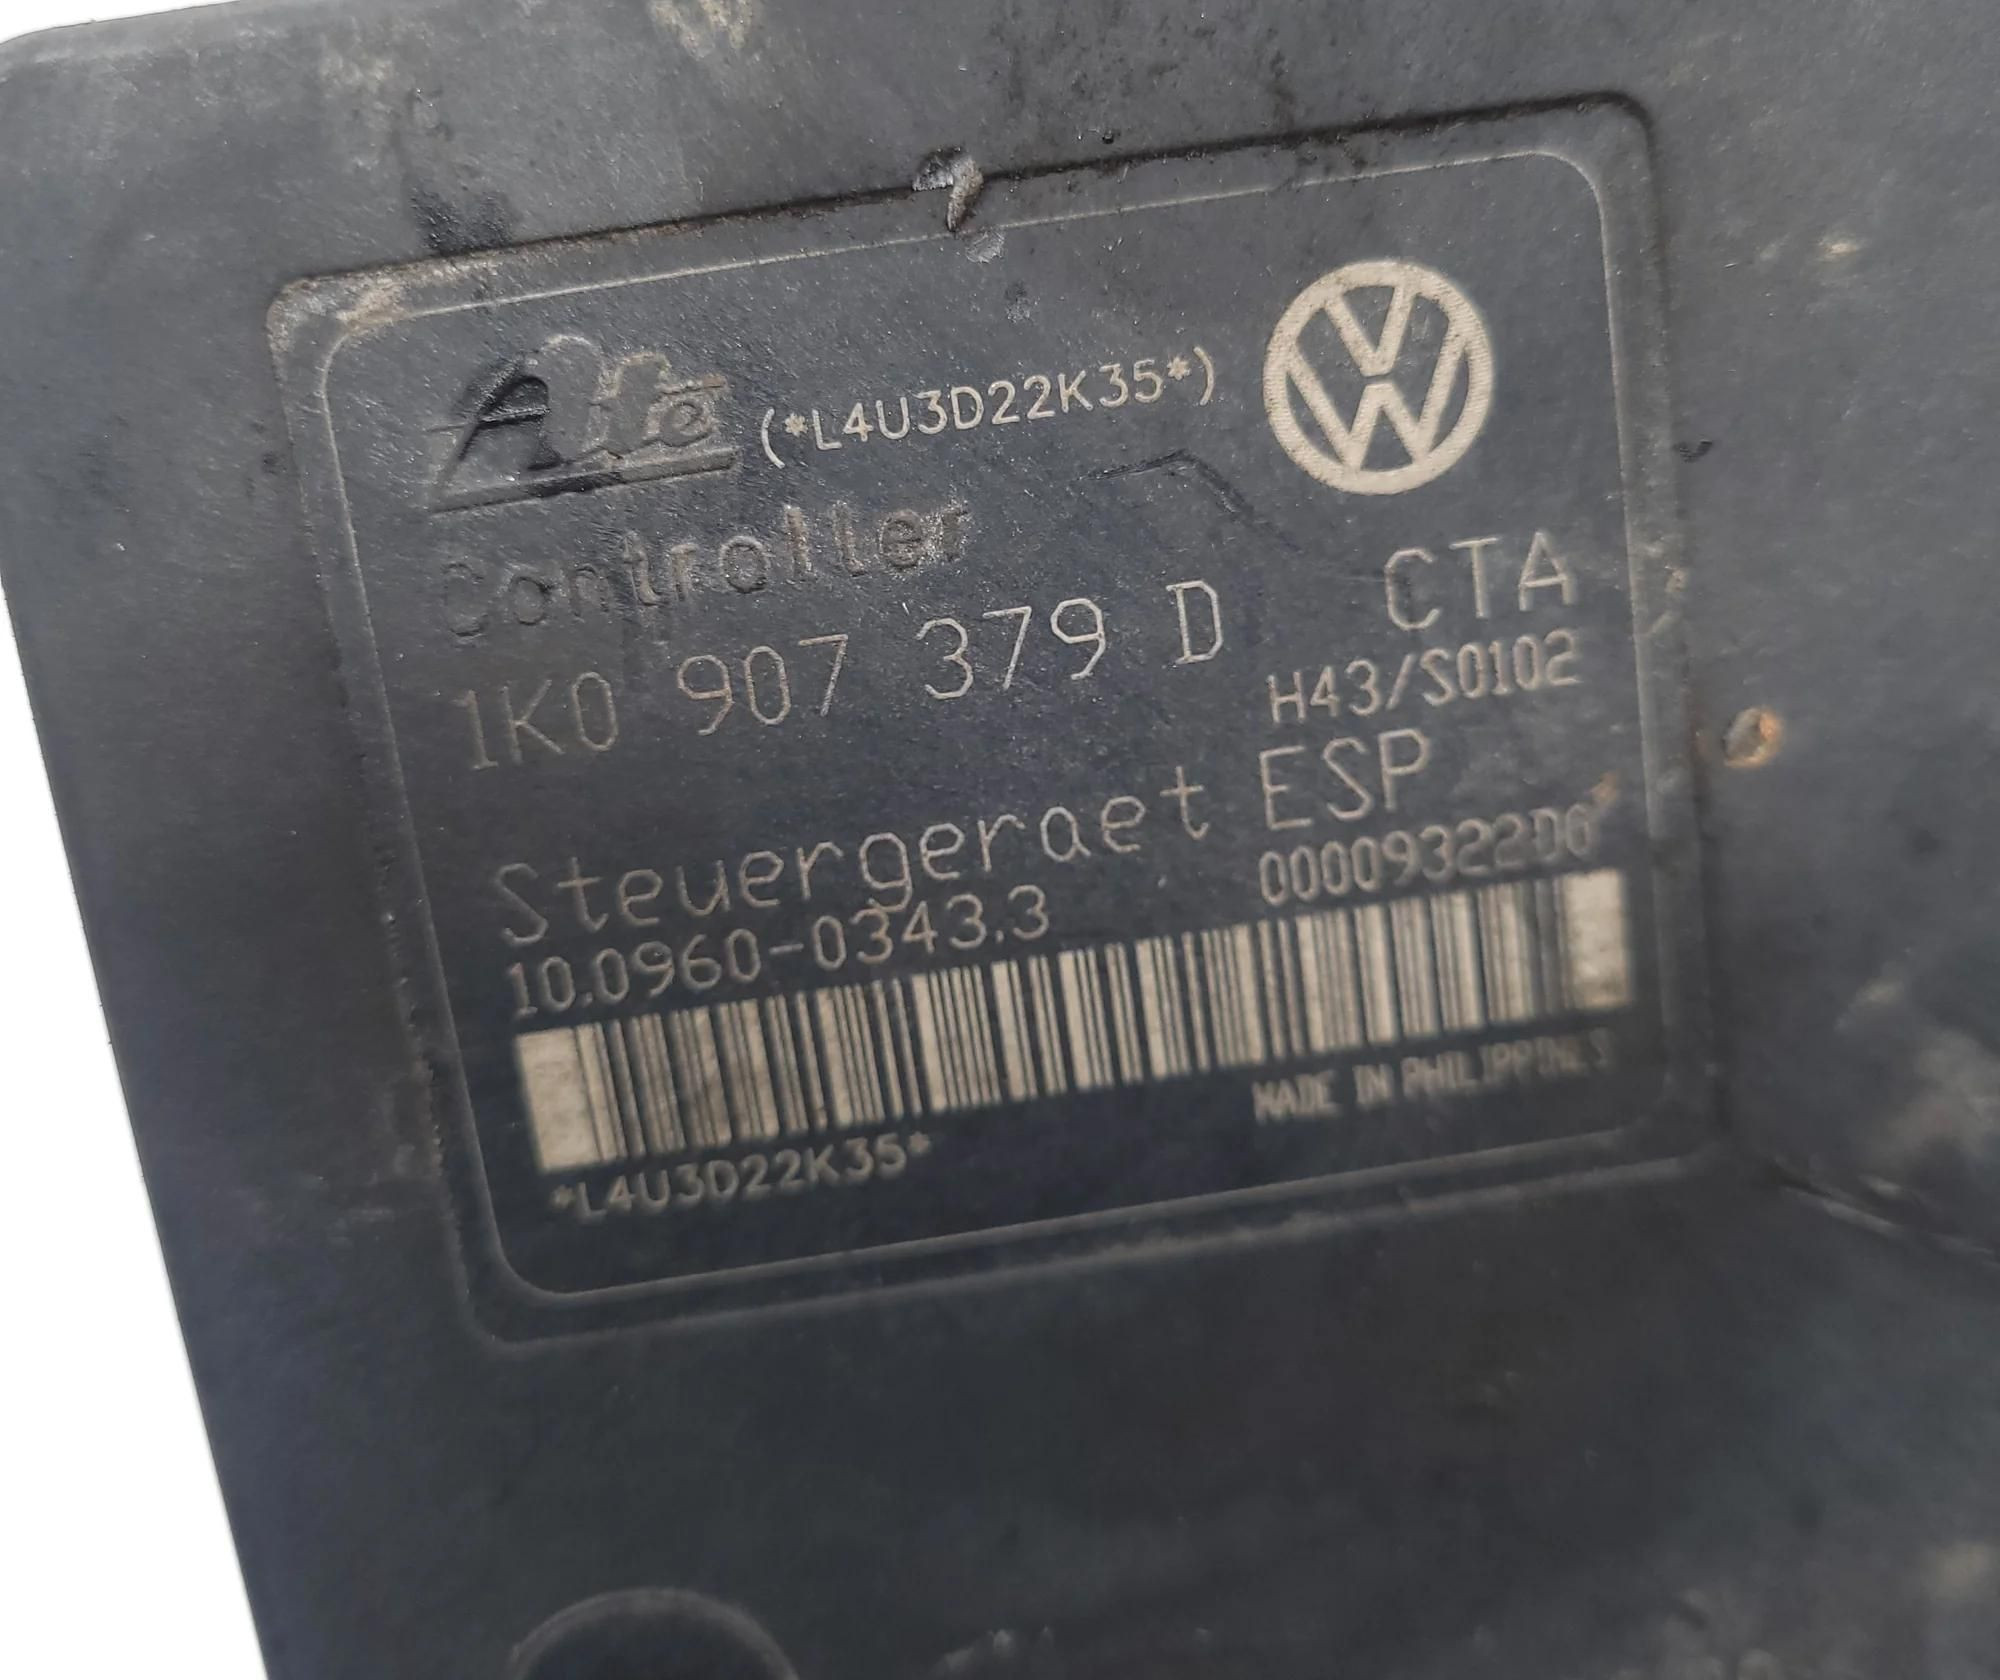 Ate (*L4U3D22K35*)
Controller
1K0 907 379 D CTA
H43/S0102
Steuergeraet ESP
10.0960-0343.3 00009322D0
*L4U3D22K35*
MADE IN PHILIPPINES